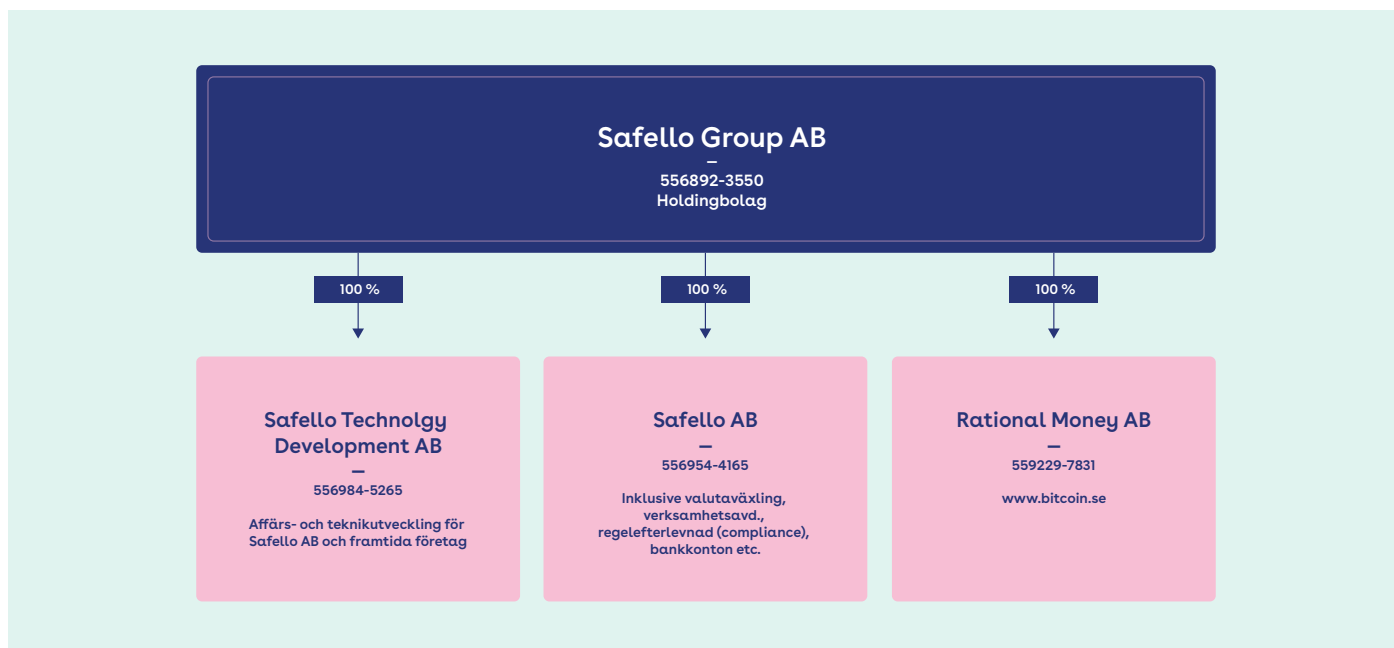 Safello Group AB
–
556892-3550
Holdingbolag
100 %
100 %
100 %
Safello Technolgy
Development AB
–
556984-5265
Affärs- och teknikutveckling för
Safello AB och framtida företag
Safello AB
–
556954-4165
Inklusive valutaväxling,
verksamhetsavd.,
regelefterlevnad (compliance),
bankkonton etc.
Rational Money AB
–
559229-7831
www.bitcoin.se